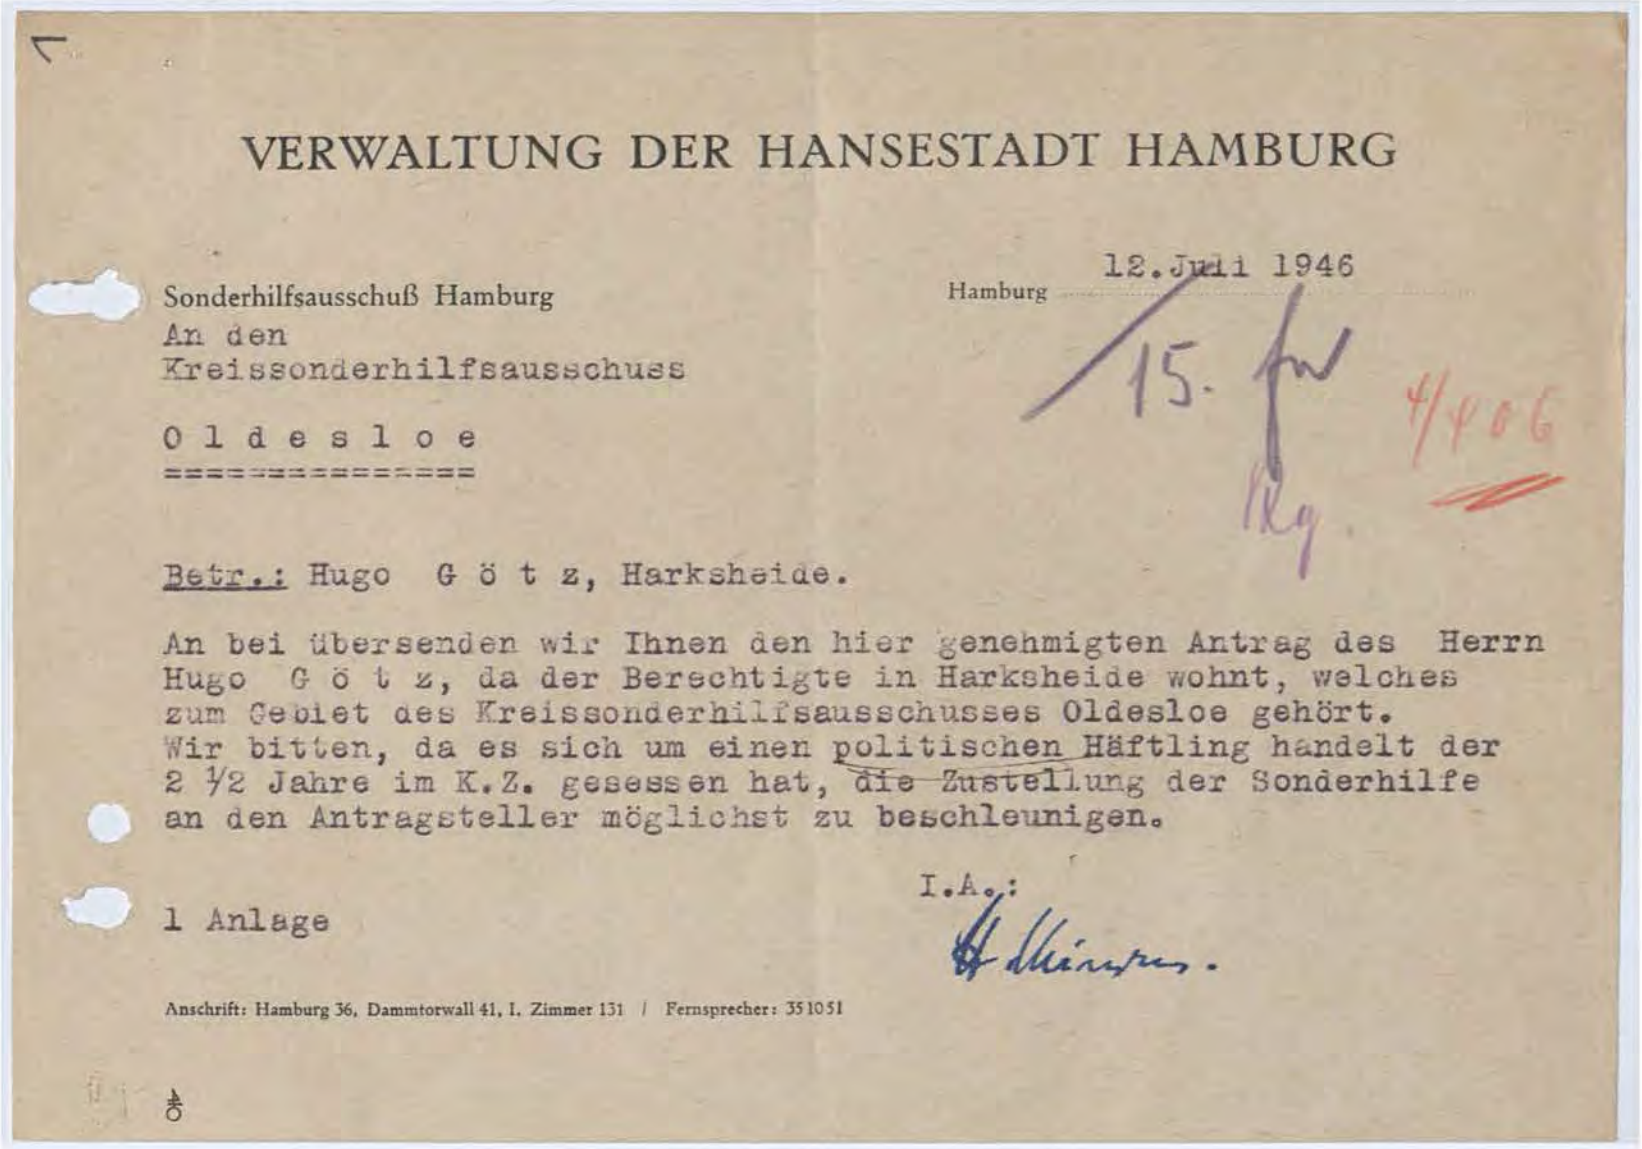 VERWALTUNG DER HANSESTADT HAMBURG
Sonderhilfsausschuß Hamburg
Hamburg 12.Juli 1946
An den
Kreissonderhilfsausschuss
O l d e s l o e
===============
15.
4/406
Betr.: Hugo G ö t z, Harksheide.
An bei übersenden wir Ihnen den hier genehmigten Antrag des Herrn
Hugo G ö t z, da der Berechtigte in Harksheide wohnt, welches
zum Gebiet des Kreissonderhilfsausschusses Oldesloe gehört.
Wir bitten, da es sich um einen politischen Häftling handelt der
2 1/2 Jahre im K.Z. gesessen hat, die Zustellung der Sonderhilfe
an den Antragsteller möglichst zu beschleunigen.
I.A.:
1 Anlage
Anschrift: Hamburg 36, Dammtorwall 41, I. Zimmer 131 / Fernsprecher: 351051